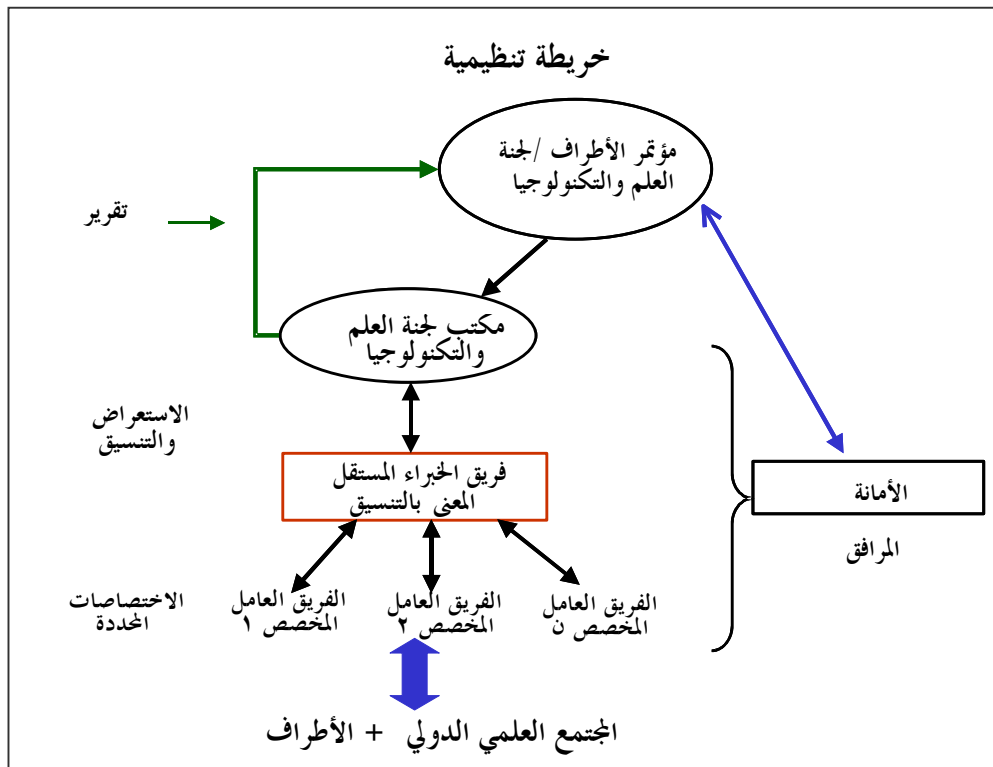 خريطة تنظيمية
مؤتمر الأطراف /لجنة
العلم والتكنولوجيا
تقرير
مكتب لجنة العلم
والتكنولوجيا
الاستعراض
والتنسيق
فريق الخبراء المستقل
المعني بالتنسيق
الأمانة
المرافق
الاختصاصات
المحددة
الفريق العامل
المخصص ١
الفريق العامل
المخصص ٢
الفريق العامل
المخصص ن
المجتمع العلمي الدولي + الأطراف